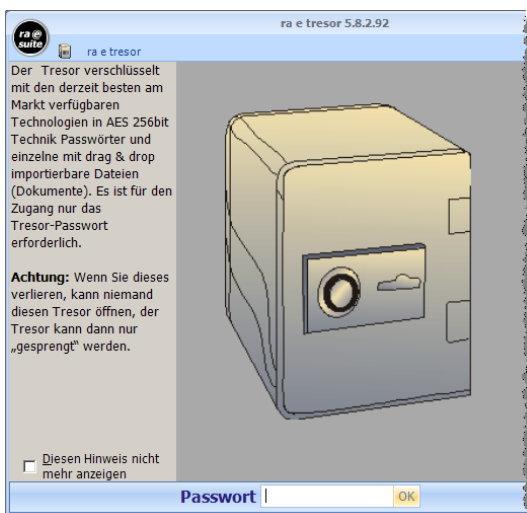 ra e tresor 5.8.2.92
ra e
suite
ra e tresor
Der Tresor verschlüsselt
mit den derzeit besten am
Markt verfügbaren
Technologien in AES 256bit
Technik Passwörter und
einzelne mit drag & drop
importierbare Dateien
(Dokumente). Es ist für den
Zugang nur das
Tresor-Passwort
erforderlich.
Achtung: Wenn Sie dieses
verlieren, kann niemand
diesen Tresor öffnen, der
Tresor kann dann nur
„gesprengt“ werden.
Diesen Hinweis nicht
mehr anzeigen
Passwort
OK